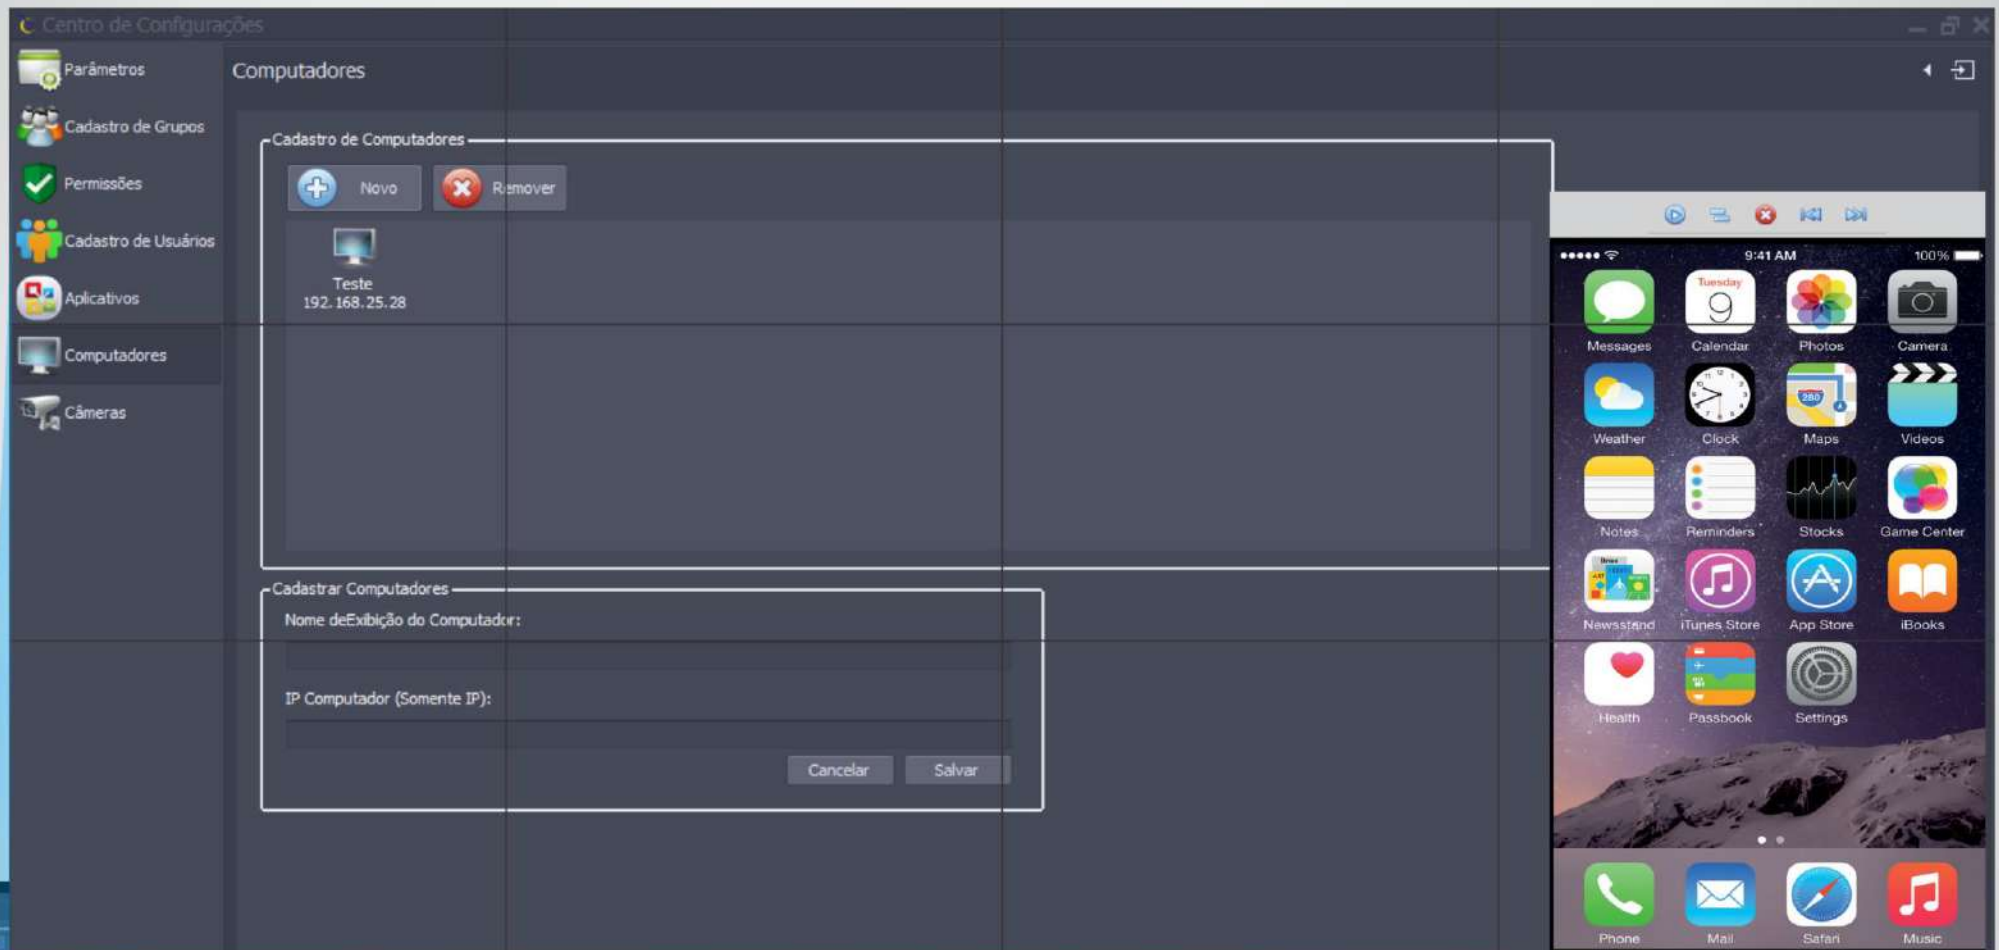 Centro de Configurações
Parâmetros
Cadastro de Grupos
Permissões
Cadastro de Usuários
Aplicativos
Computadores
Câmeras
Computadores
Cadastro de Computadores
Novo
Remover
Teste
192.168.25.28
Cadastrar Computadores
Nome deExibição do Computador:
IP Computador (Somente IP):
Cancelar Salvar
9:41 AM 100%
Tuesday
9
Messages Calendar Photos Camera
280
Weather Clock Maps Videos
Notes Reminders Stocks Game Center
Newsstand iTunes Store App Store iBooks
Health Passbook Settings
Phone Mail Safari Music